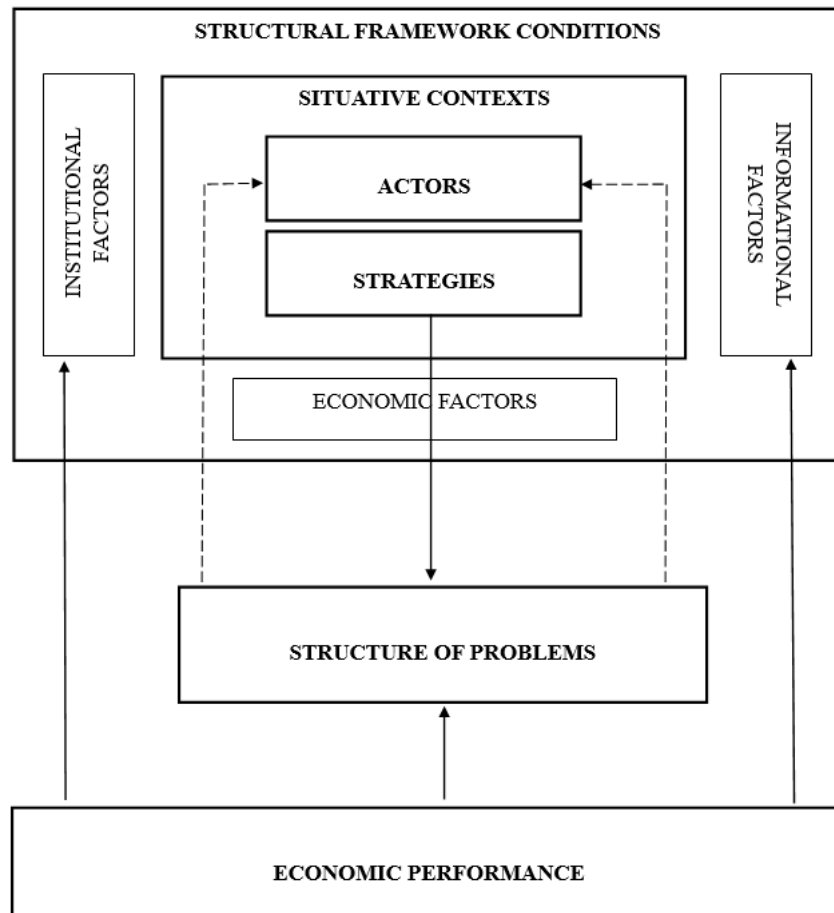 STRUCTURAL FRAMEWORK CONDITIONS
INSTITUTIONAL
FACTORS
SITUATIVE CONTEXTS
ACTORS
STRATEGIES
INFORMATIONAL
FACTORS
ECONOMIC FACTORS
STRUCTURE OF PROBLEMS
ECONOMIC PERFORMANCE